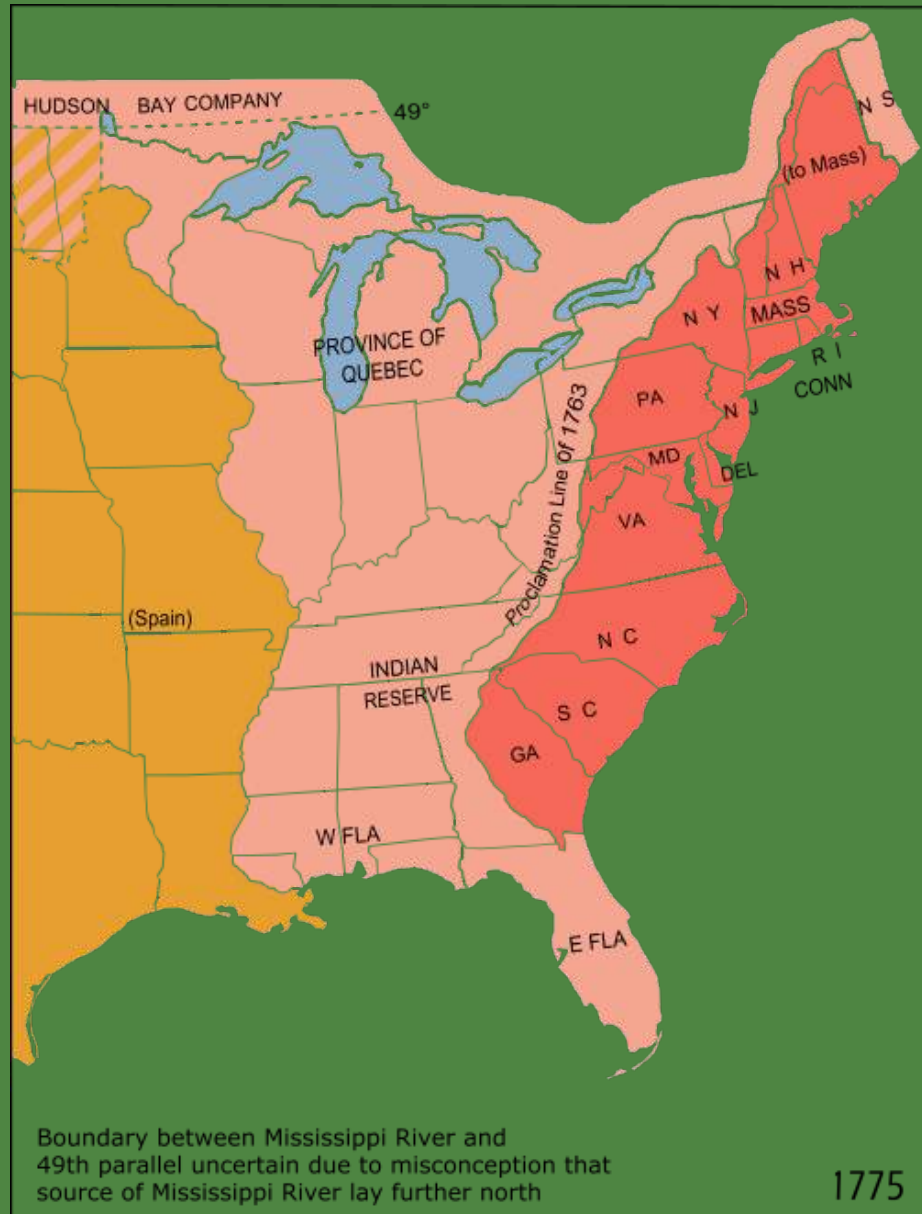 HUDSON BAY COMPANY
49°
N S
(to Mass)
N H
N Y
MASS
R I
CONN
PROVINCE OF
QUEBEC
PA
N J
Proclamation Line of 1763
MD
DEL
VA
(Spain)
N C
INDIAN
RESERVE
S C
GA
W FLA
E FLA
Boundary between Mississippi River and
49th parallel uncertain due to misconception that
source of Mississippi River lay further north
1775